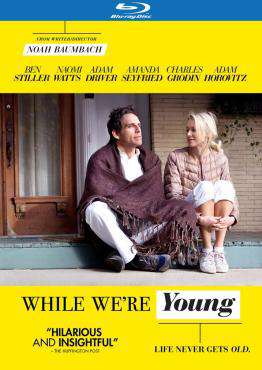 Blu-ray Disc
FROM WRITER/DIRECTOR
NOAH BAUMBACH
BEN NAOMI ADAM AMANDA CHARLES ADAM
STILLER WATTS DRIVER SEYFRIED GRODIN HOROVITZ
WHILE WE'RE Young
"HILARIOUS
AND INSIGHTFUL"
– THE HUFFINGTON POST
LIFE NEVER GETS OLD.